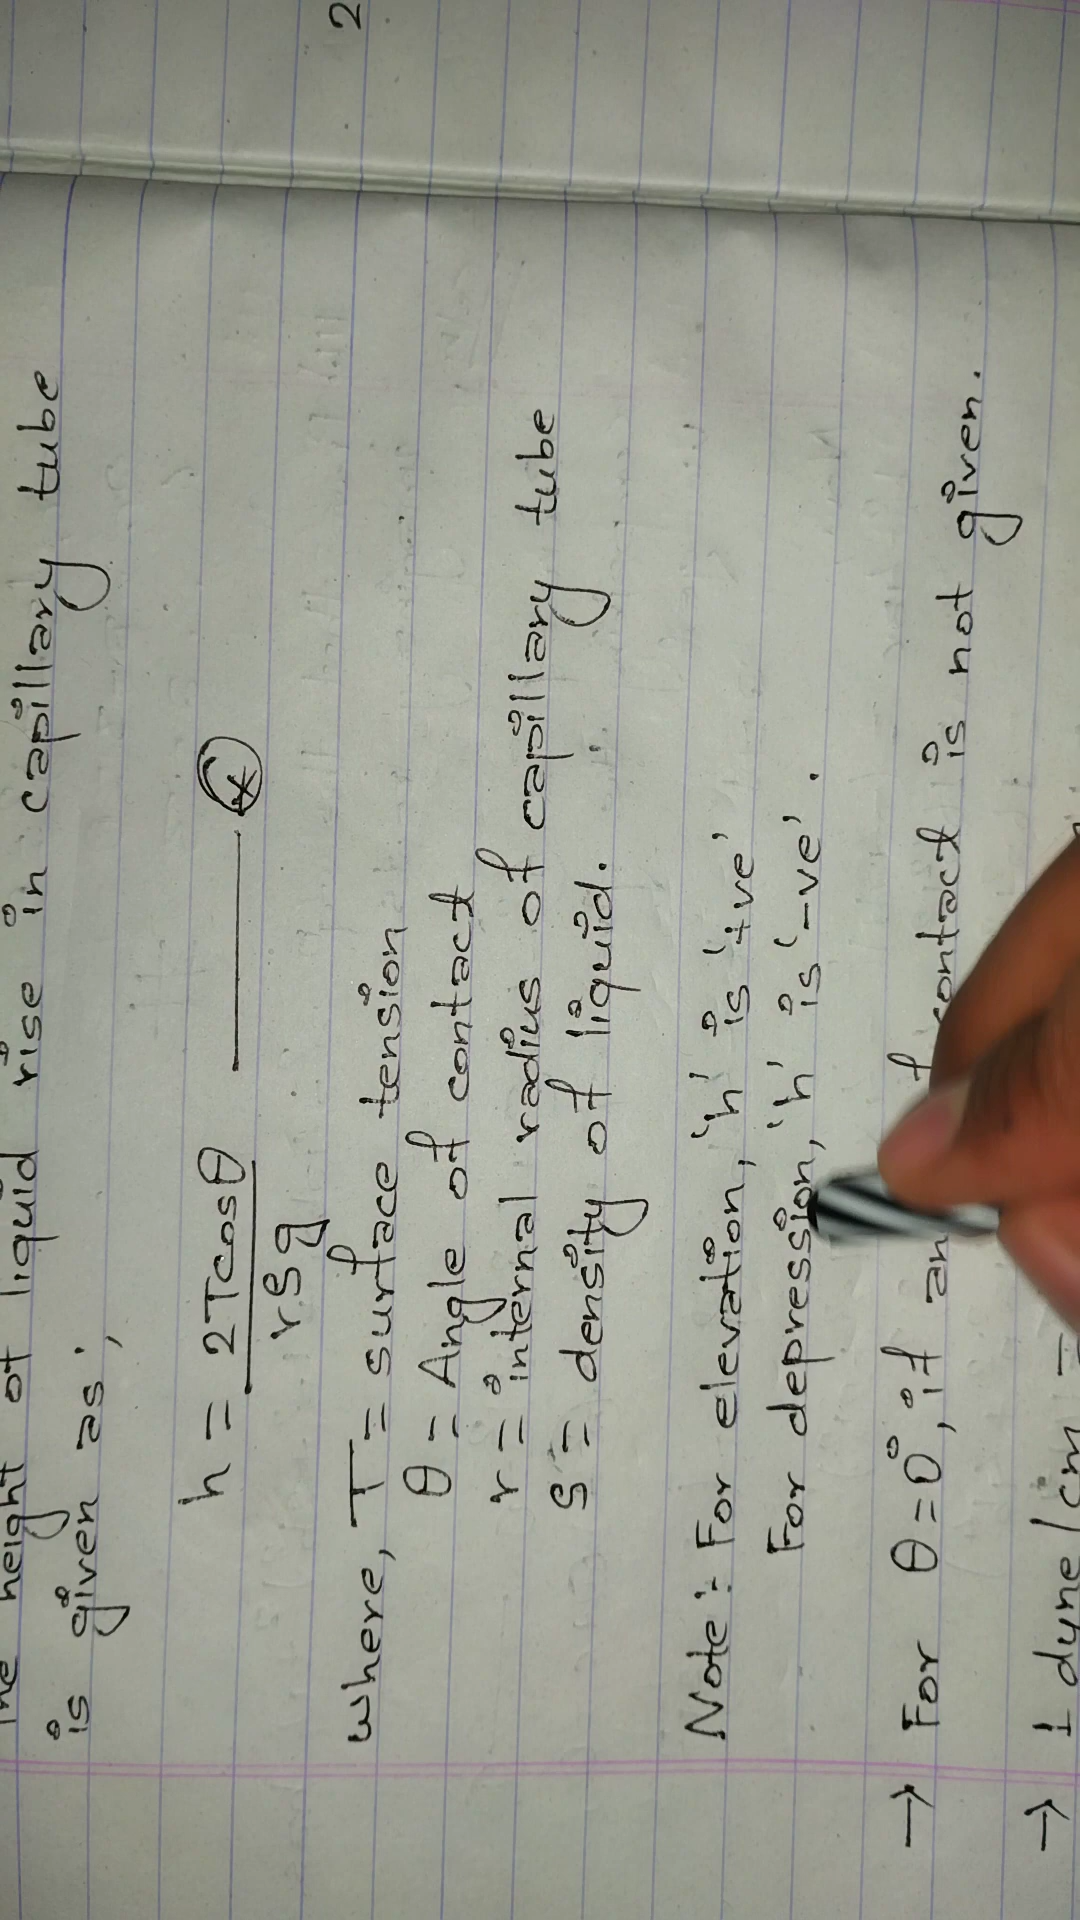 height of liquid rise in capillary tube
is given as;
h = 2Tcosθ / rSg —— *
where, T = surface tension
θ = Angle of contact
r = internal radius of capillary tube
S = density of liquid.
Note: For elevation, 'h' is '+ve'
For depression, 'h' is '-ve'.
→ For θ = 0°, if contact is not given.
→ 1 dyne/cm =
2